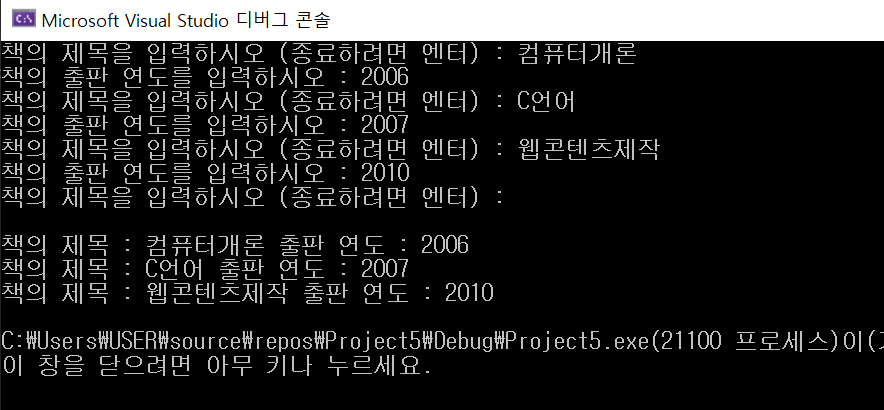 Microsoft Visual Studio 디버그 콘솔
책의 제목을 입력하시오 (종료하려면 엔터) : 컴퓨터개론
책의 출판 연도를 입력하시오 : 2006
책의 제목을 입력하시오 (종료하려면 엔터) : C언어
책의 출판 연도를 입력하시오 : 2007
책의 제목을 입력하시오 (종료하려면 엔터) : 웹콘텐츠제작
책의 출판 연도를 입력하시오 : 2010
책의 제목을 입력하시오 (종료하려면 엔터) :
책의 제목 : 컴퓨터개론 출판 연도 : 2006
책의 제목 : C언어 출판 연도 : 2007
책의 제목 : 웹콘텐츠제작 출판 연도 : 2010
C:₩Users₩USER₩source₩repos₩Project5₩Debug₩Project5.exe(21100 프로세스)이(
이 창을 닫으려면 아무 키나 누르세요.